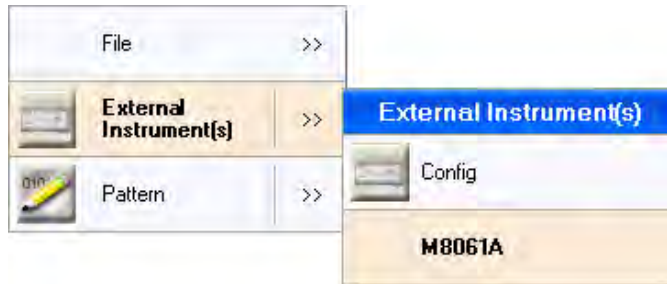 File >>
External
Instrument(s) >>
Pattern >>
External Instrument(s)
Config
M8061A